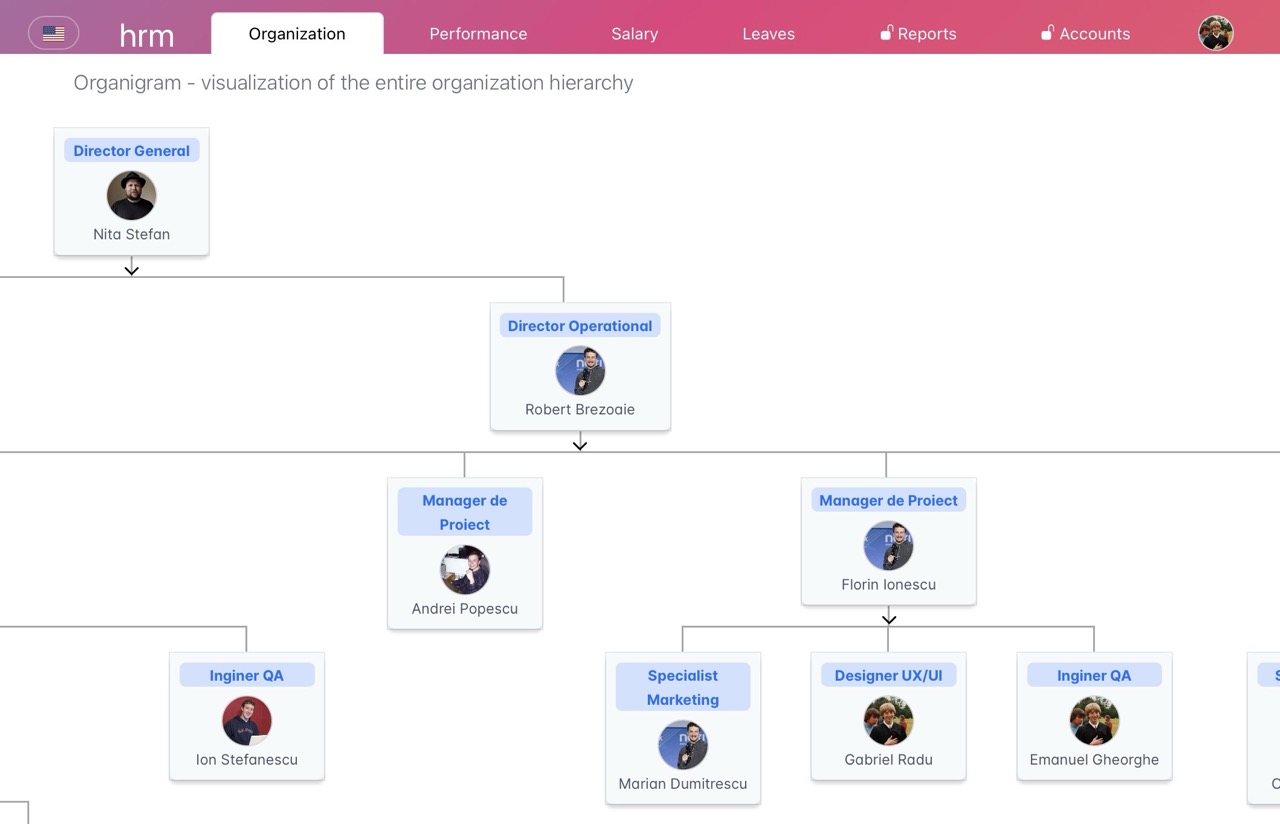 hrm
Organization
Performance
Salary
Leaves
Reports
Accounts
Organigram - visualization of the entire organization hierarchy
Director General
Nita Stefan
Director Operational
Robert Brezoaie
Manager de
Proiect
Andrei Popescu
Manager de Proiect
Florin Ionescu
Inginer QA
Ion Stefanescu
Specialist
Marketing
Marian Dumitrescu
Designer UX/UI
Gabriel Radu
Inginer QA
Emanuel Gheorghe